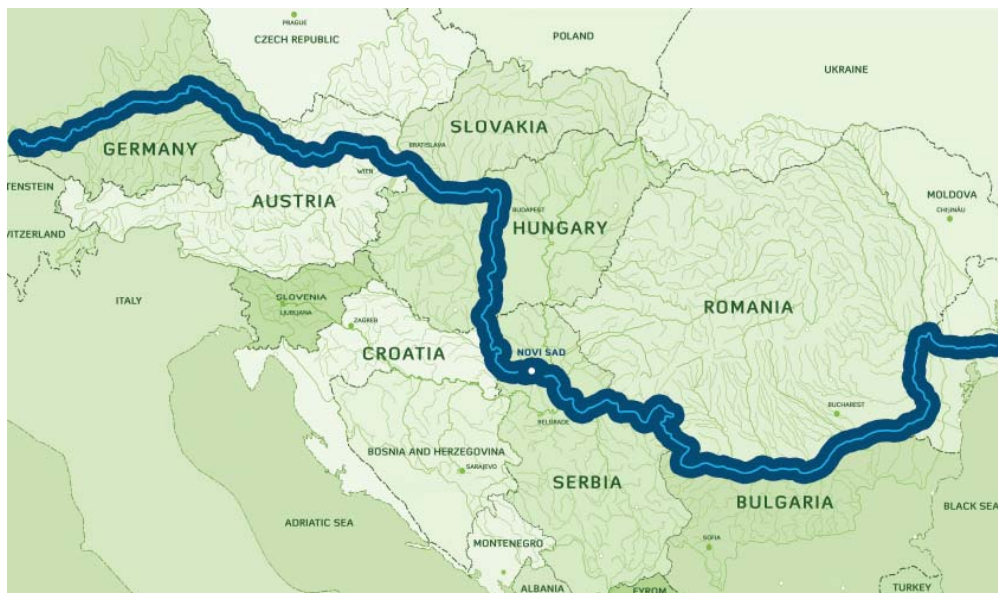 PRAGUE
CZECH REPUBLIC
POLAND
UKRAINE
SLOVAKIA
GERMANY
BRATISLAVA
WIEN
TENSTEIN
AUSTRIA
MOLDOVA
CHIȘINĂU
BUDAPEST
HUNGARY
WITZERLAND
ITALY
SLOVENIA
LJUBLJANA
ROMANIA
ZAGREB
CROATIA
NOVI SAD
BUCHAREST
BELGRADE
BOSNIA AND HERZEGOVINA
SARAJEVO
SERBIA
BULGARIA
BLACK SEA
ADRIATIC SEA
SOFIA
MONTENEGRO
ALBANIA
FYROM
TURKEY